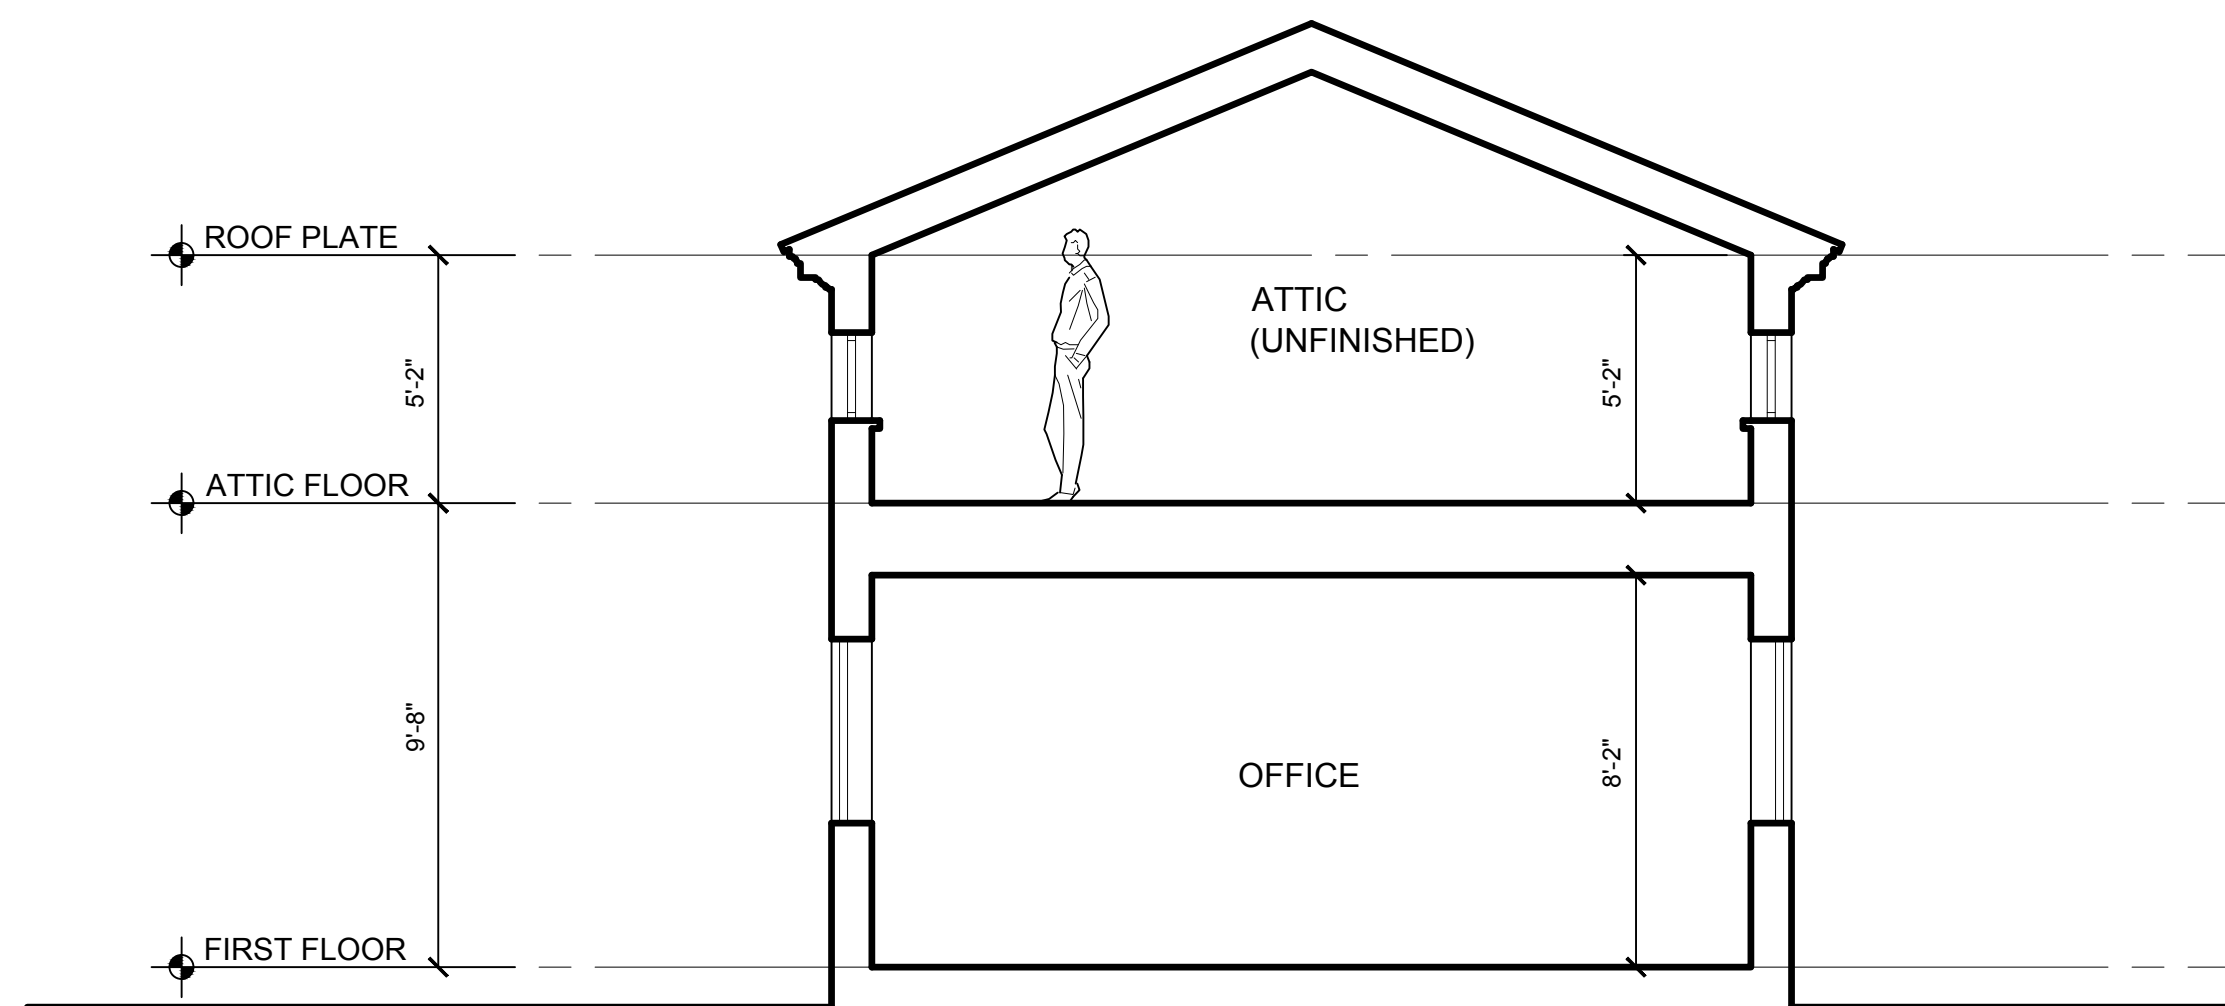 ROOF PLATE
ATTIC
(UNFINISHED)
5'-2"
5'-2"
ATTIC FLOOR
9'-8"
OFFICE
8'-2"
FIRST FLOOR